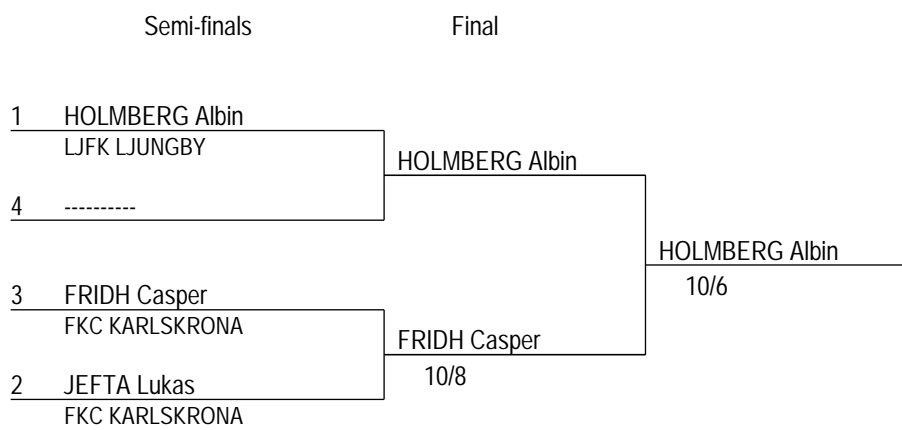 Semi-finals Final
1 HOLMBERG Albin
LJFK LJUNGBY
HOLMBERG Albin
4 ----------
HOLMBERG Albin
10/6
3 FRIDH Casper
FKC KARLSKRONA
FRIDH Casper
10/8
2 JEFTA Lukas
FKC KARLSKRONA